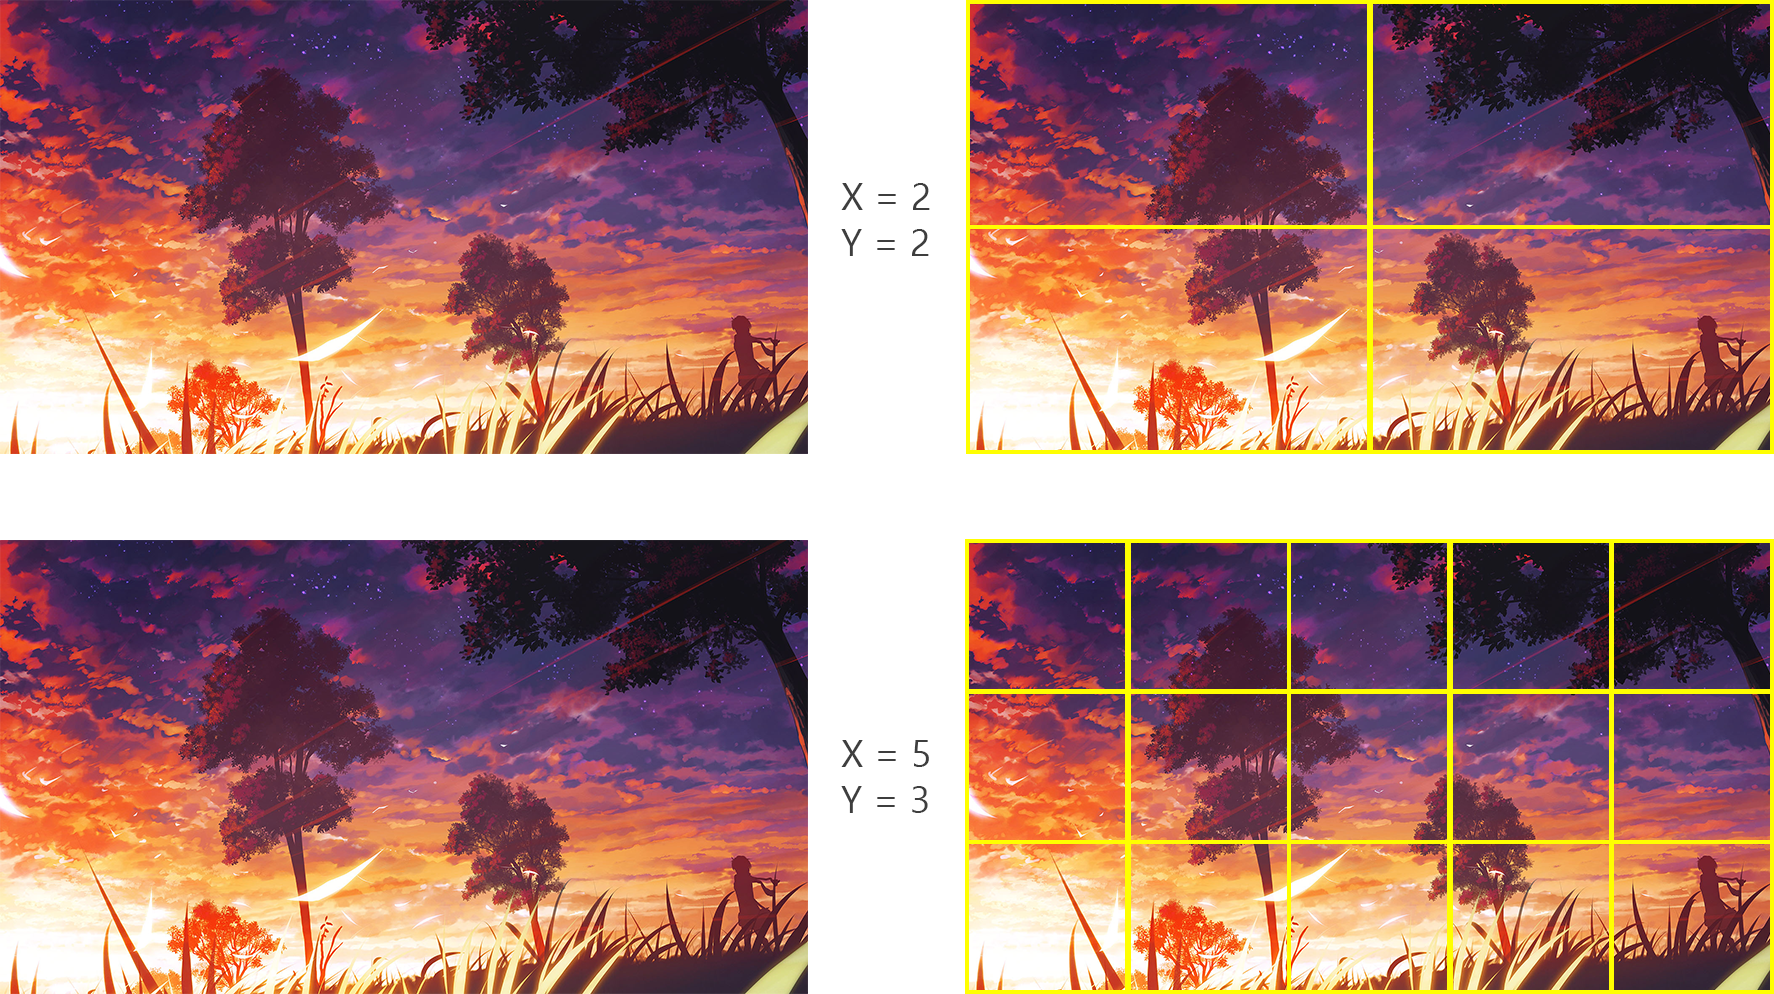 X = 2
Y = 2
X = 5
Y = 3